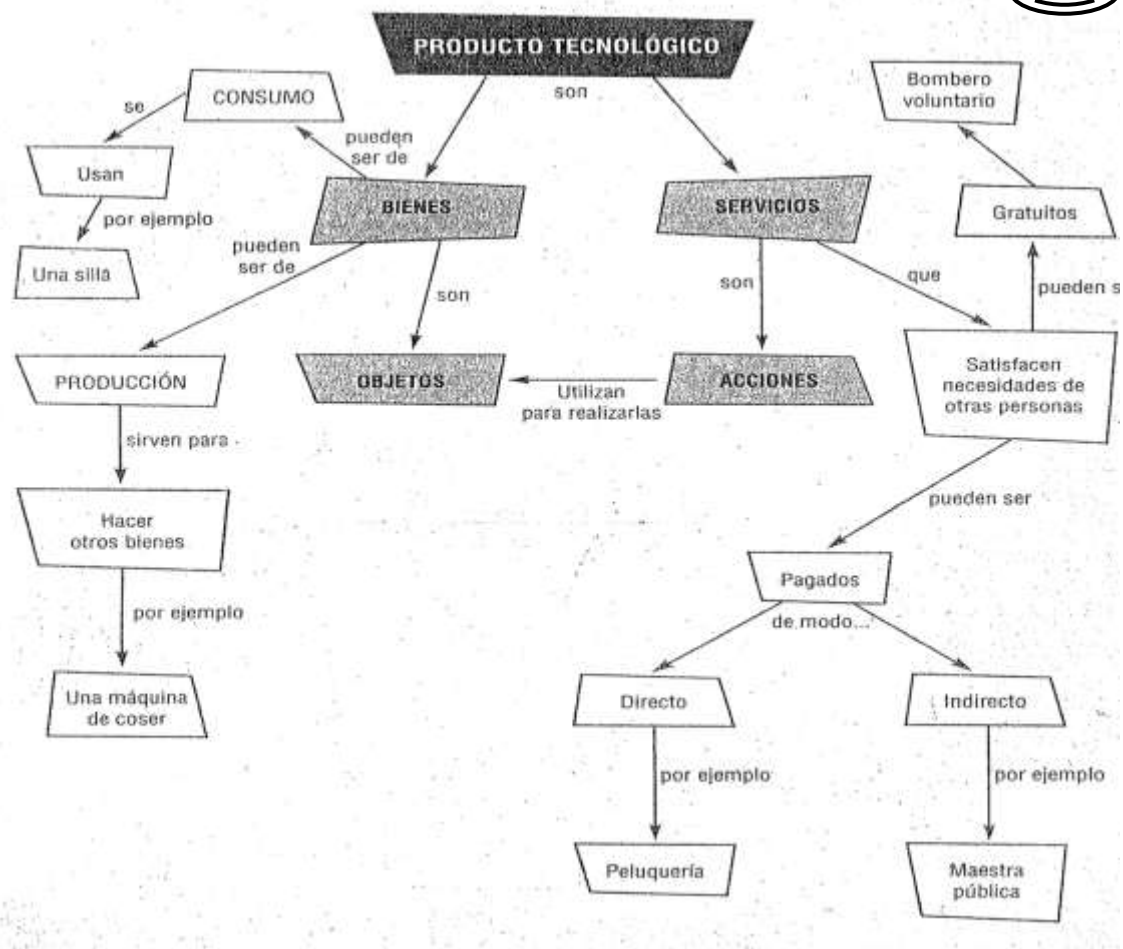 PRODUCTO TECNOLÓGICO
son
CONSUMO
se
pueden
ser de
Usan
por ejemplo
Una silla
BIENES
pueden
ser de
son
PRODUCCIÓN
sirven para
Hacer
otros bienes
por ejemplo
Una máquina
de coser
OBJETOS
Utilizan
para realizarlas
ACCIONES
SERVICIOS
son
que
Bombero
voluntario
Gratuitos
pueden s
Satisfacen
necesidades de
otras personas
pueden ser
Pagados
de modo...
Directo
por ejemplo
Peluquería
Indirecto
por ejemplo
Maestra
pública